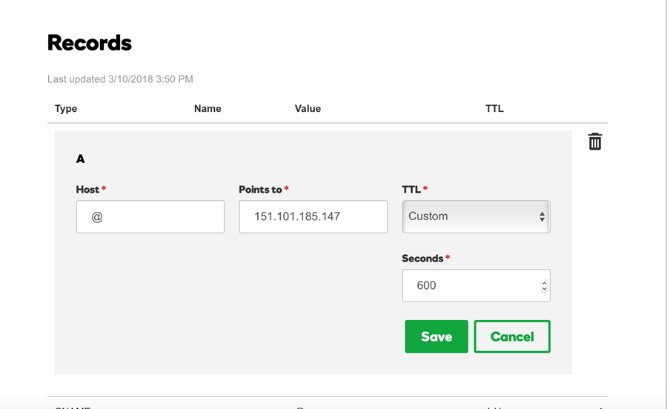 Records
Last updated 3/10/2018 3:50 PM
Type Name Value TTL
A
Host * Points to * TTL *
@ 151.101.185.147 Custom
Seconds *
600
Save Cancel